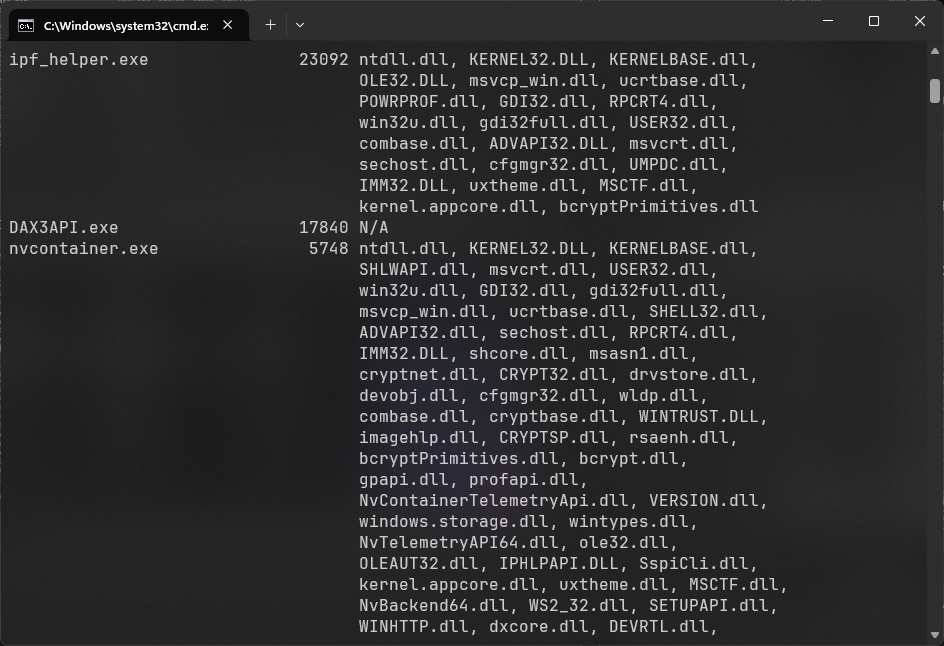 C:\Windows\system32\cmd.e
ipf_helper.exe 23092 ntdll.dll, KERNEL32.DLL, KERNELBASE.dll,
OLE32.DLL, msvcp_win.dll, ucrtbase.dll,
POWRPROF.dll, GDI32.dll, RPCRT4.dll,
win32u.dll, gdi32full.dll, USER32.dll,
combase.dll, ADVAPI32.DLL, msvcrt.dll,
sechost.dll, cfgmgr32.dll, UMPDC.dll,
IMM32.DLL, uxtheme.dll, MSCTF.dll,
kernel.appcore.dll, bcryptPrimitives.dll
DAX3API.exe 17840 N/A
nvcontainer.exe 5748 ntdll.dll, KERNEL32.DLL, KERNELBASE.dll,
SHLWAPI.dll, msvcrt.dll, USER32.dll,
win32u.dll, GDI32.dll, gdi32full.dll,
msvcp_win.dll, ucrtbase.dll, SHELL32.dll,
ADVAPI32.dll, sechost.dll, RPCRT4.dll,
IMM32.DLL, shcore.dll, msasn1.dll,
cryptnet.dll, CRYPT32.dll, drvstore.dll,
devobj.dll, cfgmgr32.dll, wldp.dll,
combase.dll, cryptbase.dll, WINTRUST.DLL,
imagehlp.dll, CRYPTSP.dll, rsaenh.dll,
bcryptPrimitives.dll, bcrypt.dll,
gpapi.dll, profapi.dll,
NvContainerTelemetryApi.dll, VERSION.dll,
windows.storage.dll, wintypes.dll,
NvTelemetryAPI64.dll, ole32.dll,
OLEAUT32.dll, IPHLPAPI.DLL, SspiCli.dll,
kernel.appcore.dll, uxtheme.dll, MSCTF.dll,
NvBackend64.dll, WS2_32.dll, SETUPAPI.dll,
WINHTTP.dll, dxcore.dll, DEVRTL.dll,